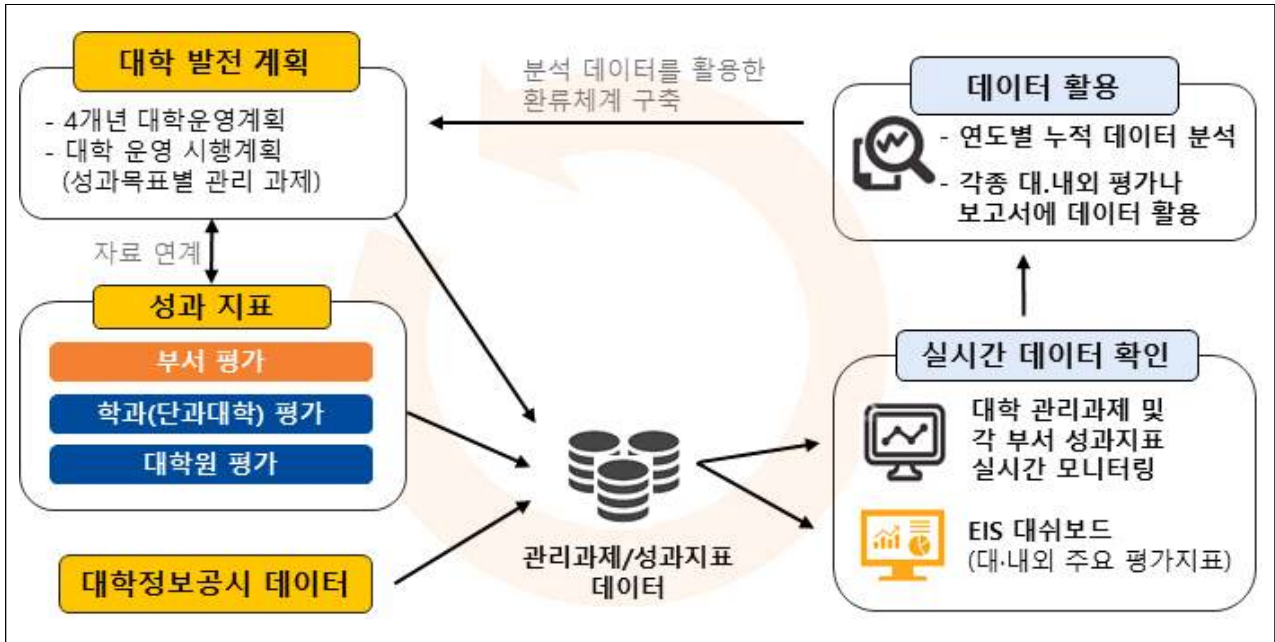 대학 발전 계획
- 4개년 대학운영계획
- 대학 운영 시행계획
(성과목표별 관리 과제)
자료 연계
성과 지표
부서 평가
학과(단과대학) 평가
대학원 평가
대학정보공시 데이터
관리과제/성과지표
데이터
실시간 데이터 확인
대학 관리과제 및
각 부서 성과지표
실시간 모니터링
EIS 대쉬보드
(대·내외 주요 평가지표)
데이터 활용
- 연도별 누적 데이터 분석
- 각종 대.내외 평가나
보고서에 데이터 활용
분석 데이터를 활용한
환류체계 구축